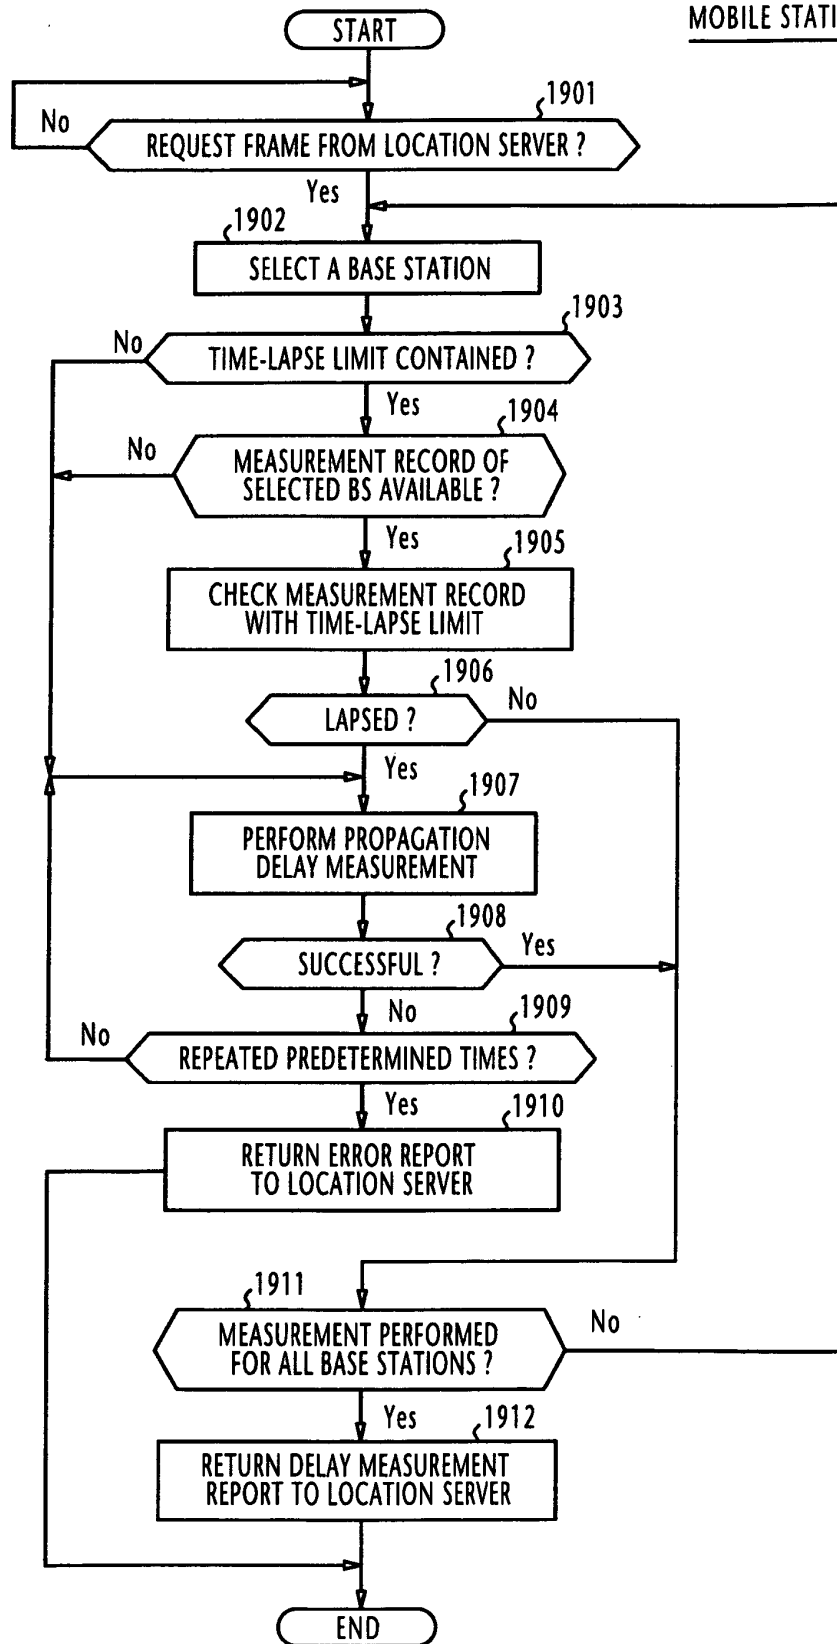 START
MOBILE STATI
1901
No
REQUEST FRAME FROM LOCATION SERVER ?
Yes
1902
SELECT A BASE STATION
1903
No
TIME-LAPSE LIMIT CONTAINED ?
Yes
1904
No
MEASUREMENT RECORD OF
SELECTED BS AVAILABLE ?
Yes
1905
CHECK MEASUREMENT RECORD
WITH TIME-LAPSE LIMIT
1906
LAPSED ?
No
Yes
1907
PERFORM PROPAGATION
DELAY MEASUREMENT
1908
SUCCESSFUL ?
Yes
No
1909
No
REPEATED PREDETERMINED TIMES ?
Yes
1910
RETURN ERROR REPORT
TO LOCATION SERVER
1911
MEASUREMENT PERFORMED
FOR ALL BASE STATIONS ?
No
Yes
1912
RETURN DELAY MEASUREMENT
REPORT TO LOCATION SERVER
END